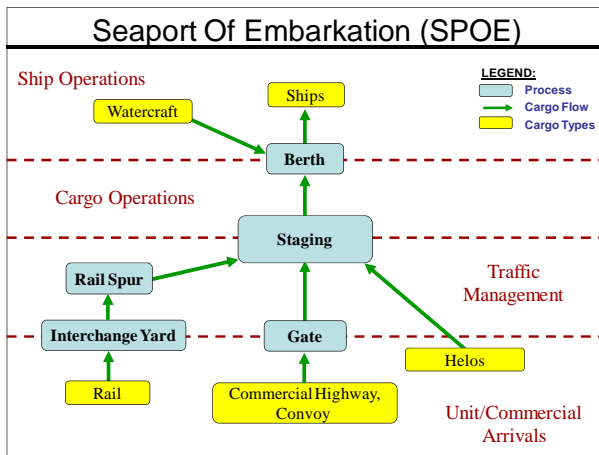 Seaport Of Embarkation (SPOE)
Ship Operations
LEGEND:
Process
Cargo Flow
Cargo Types
Watercraft
Ships
Berth
Cargo Operations
Staging
Rail Spur
Traffic
Management
Interchange Yard
Gate
Helos
Rail
Commercial Highway,
Convoy
Unit/Commercial
Arrivals